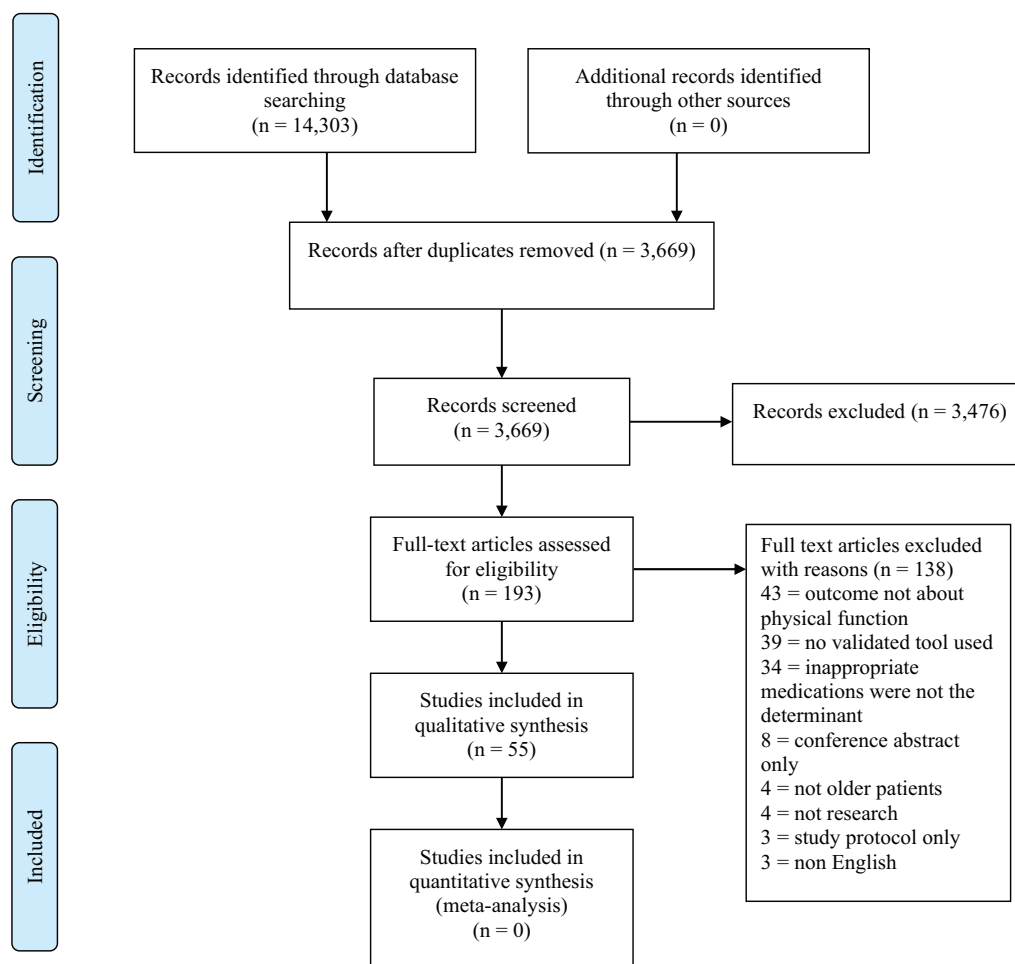 Identification
Records identified through database
searching
(n = 14,303)
Additional records identified
through other sources
(n = 0)
Records after duplicates removed (n = 3,669)
Screening
Records screened
(n = 3,669)
Records excluded (n = 3,476)
Eligibility
Full-text articles assessed
for eligibility
(n = 193)
Full text articles excluded
with reasons (n = 138)
43 = outcome not about
physical function
39 = no validated tool used
34 = inappropriate
medications were not the
determinant
8 = conference abstract
only
4 = not older patients
4 = not research
3 = study protocol only
3 = non English
Studies included in
qualitative synthesis
(n = 55)
Included
Studies included in
quantitative synthesis
(meta-analysis)
(n = 0)